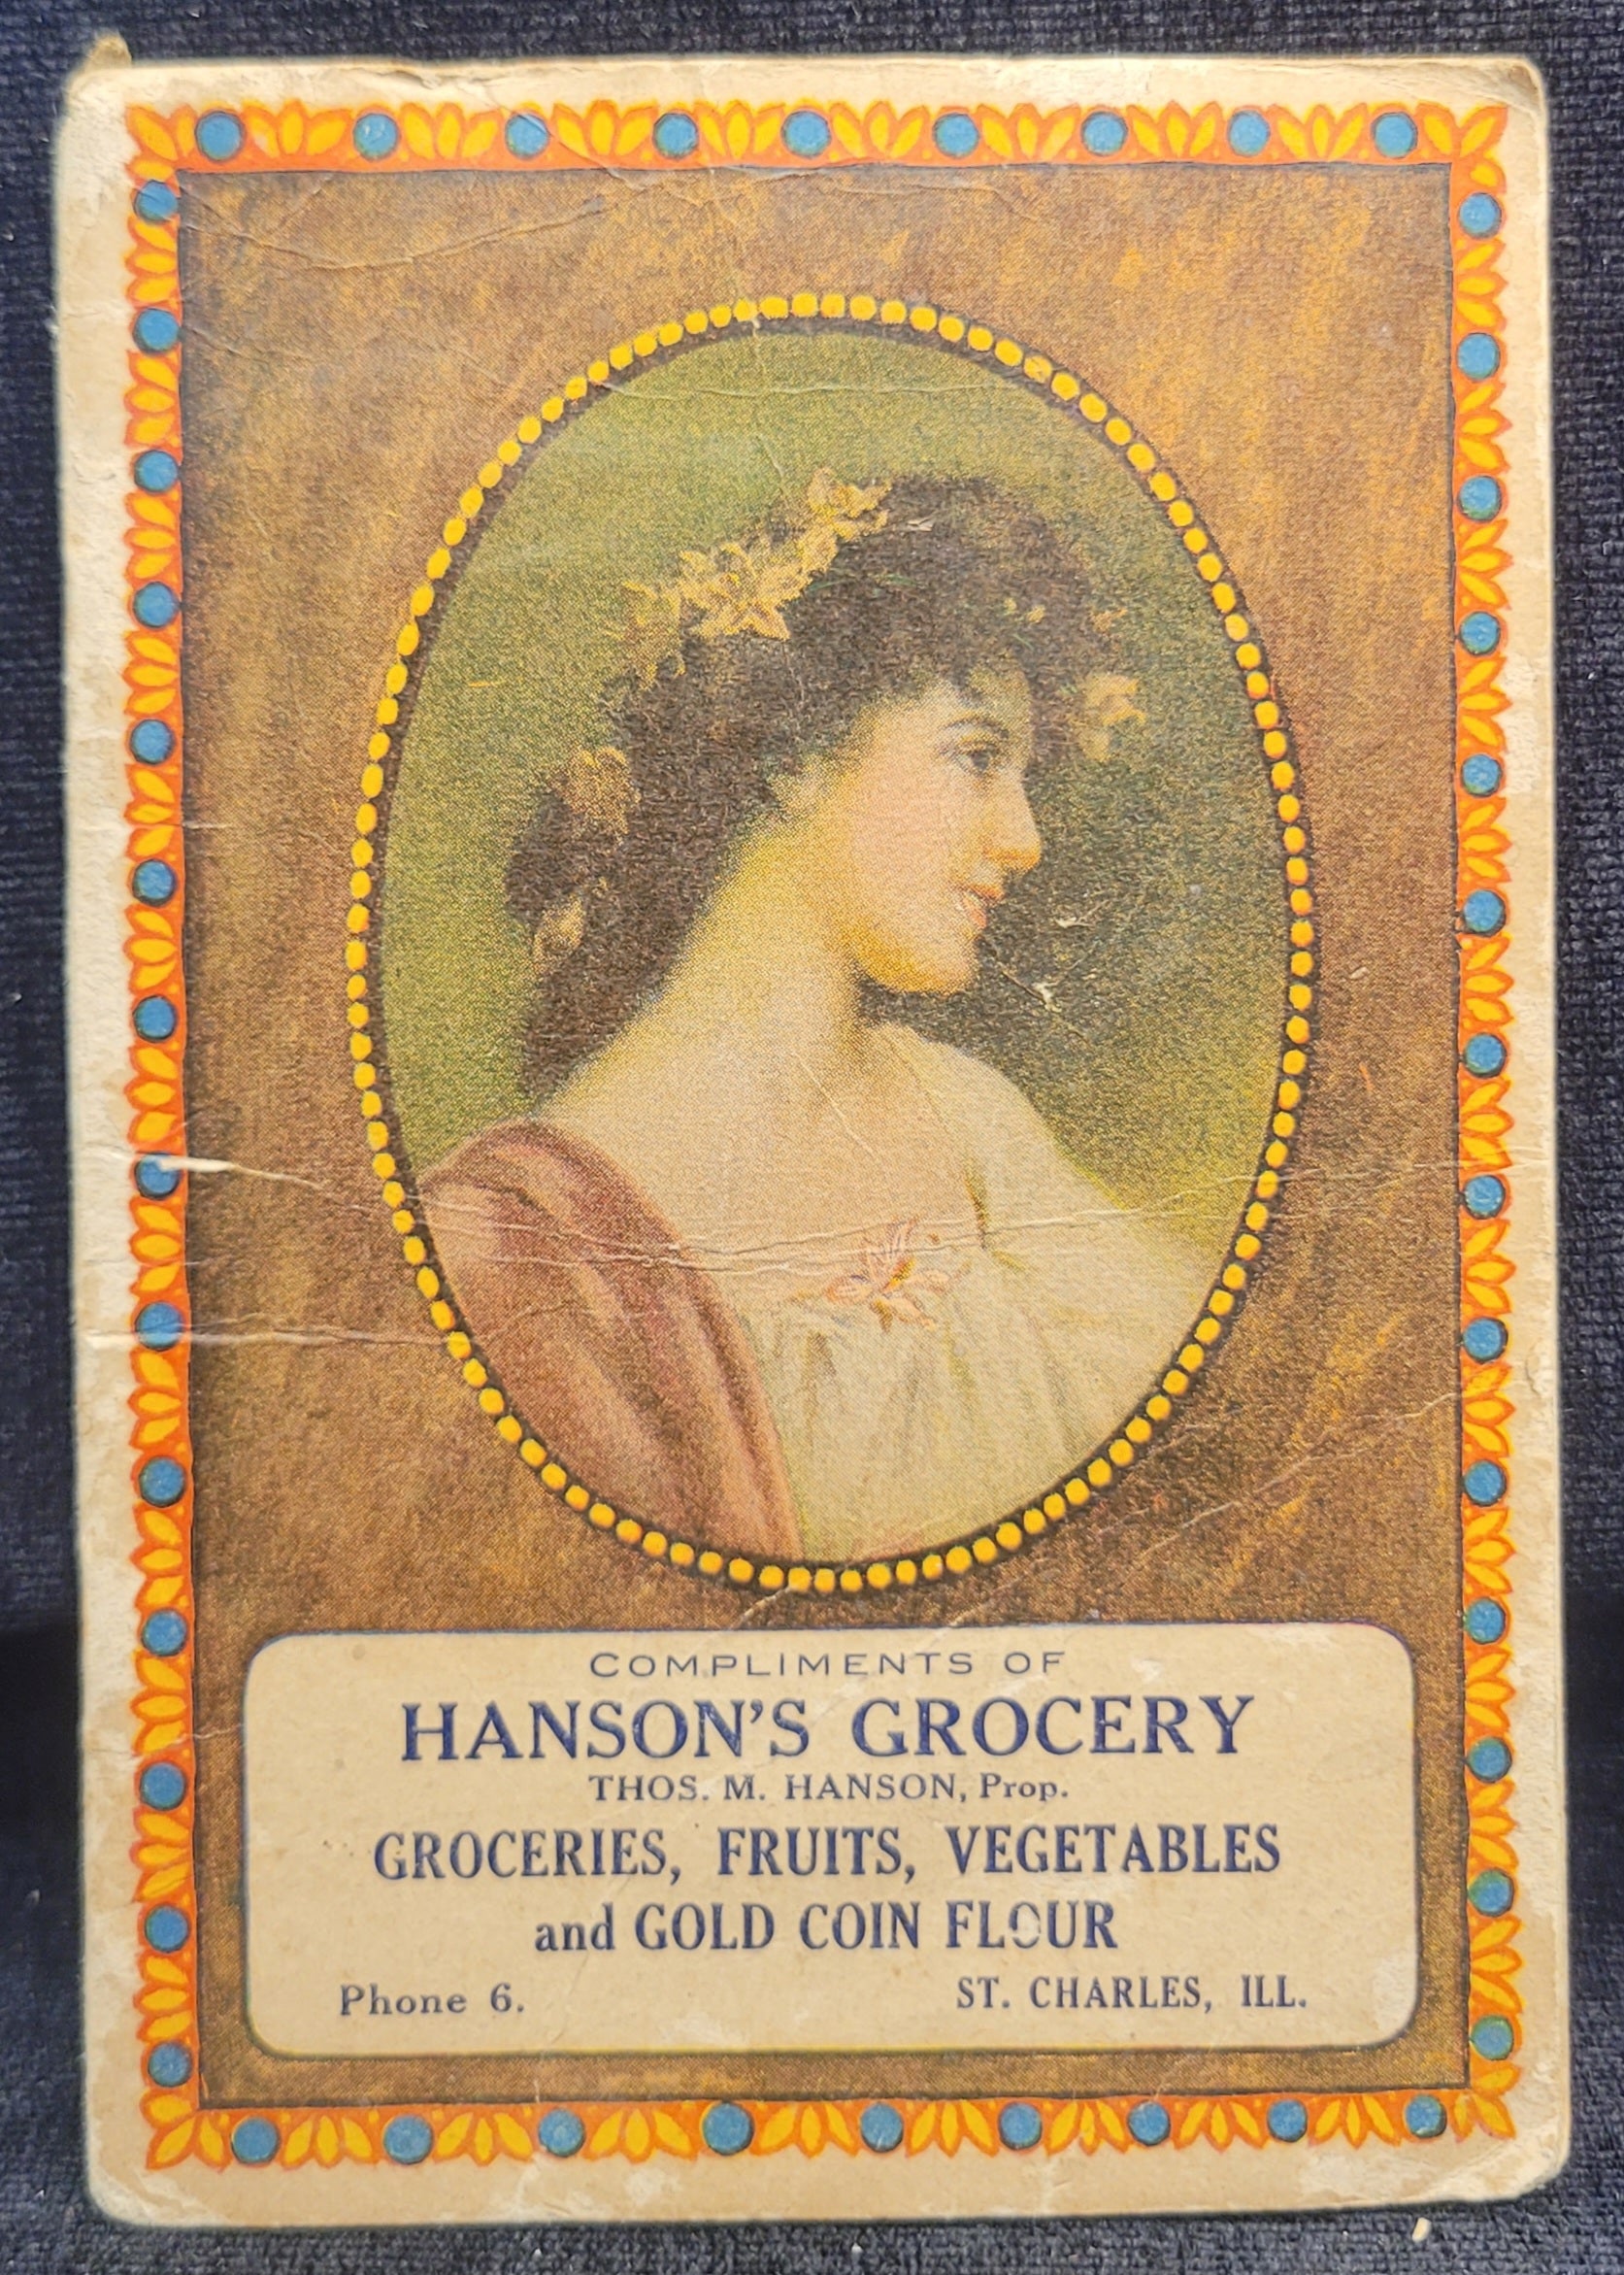 COMPLIMENTS OF
HANSON'S GROCERY
THOS. M. HANSON, Prop.
GROCERIES, FRUITS, VEGETABLES
and GOLD COIN FLOUR
Phone 6. ST. CHARLES, ILL.